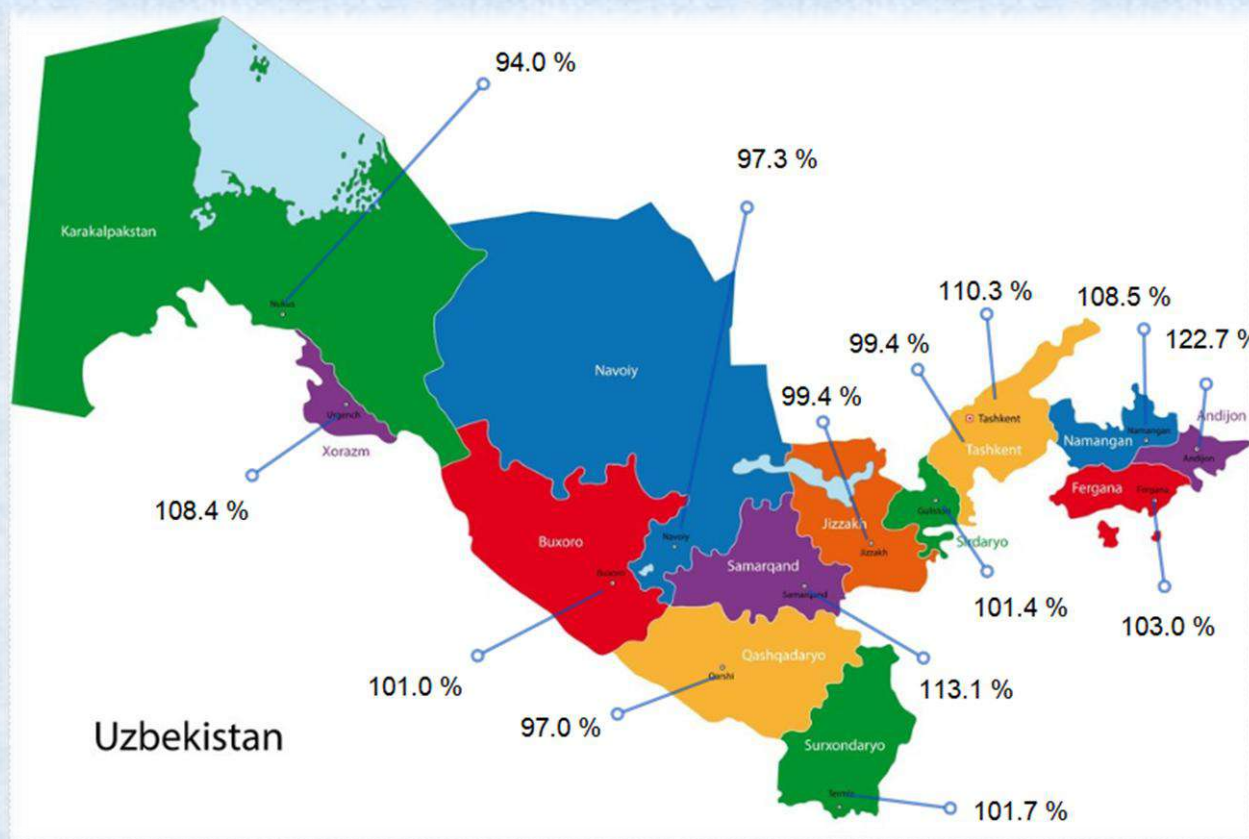 94.0 %
97.3 %
Karakalpakstan
110.3 %
108.5 %
Nukus
99.4 %
122.7 %
Navoiy
99.4 %
Urgench
Tashkent
Andijon
Xorazm
Tashkent
Namangan
Namangan
Andijon
108.4 %
Fergana
Fergana
Gulistan
Jizzakh
Buxoro
Navoiy
Sirdaryo
Jizzakh
Samarqand
Buxoro
Samarqand
101.4 %
103.0 %
Qashqadaryo
Qarshi
101.0 %
113.1 %
97.0 %
Uzbekistan
Surxondaryo
Termiz
101.7 %